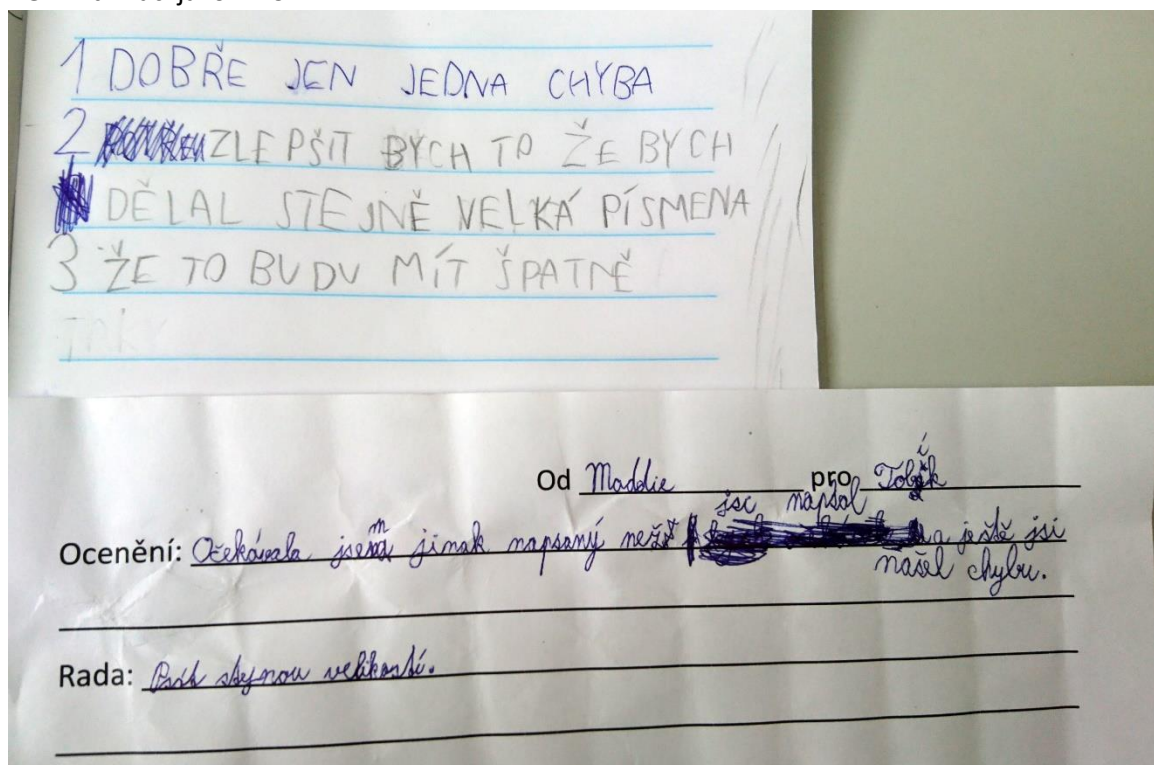 1 DOBŘE JEN JEDNA CHYBA
2 ZLEPŠIT BYCH TO ŽE BYCH
DĚLAL STEJNĚ VELKÁ PÍSMENA
3 ŽE TO BUDU MÍT ŠPATNĚ
Od Maddie pro Tobík
jsi napsal
Ocenění: Očekávala jsem jinak napsaný než a ještě jsi
našel chybu.
Rada: Psát stejnou velikostí.